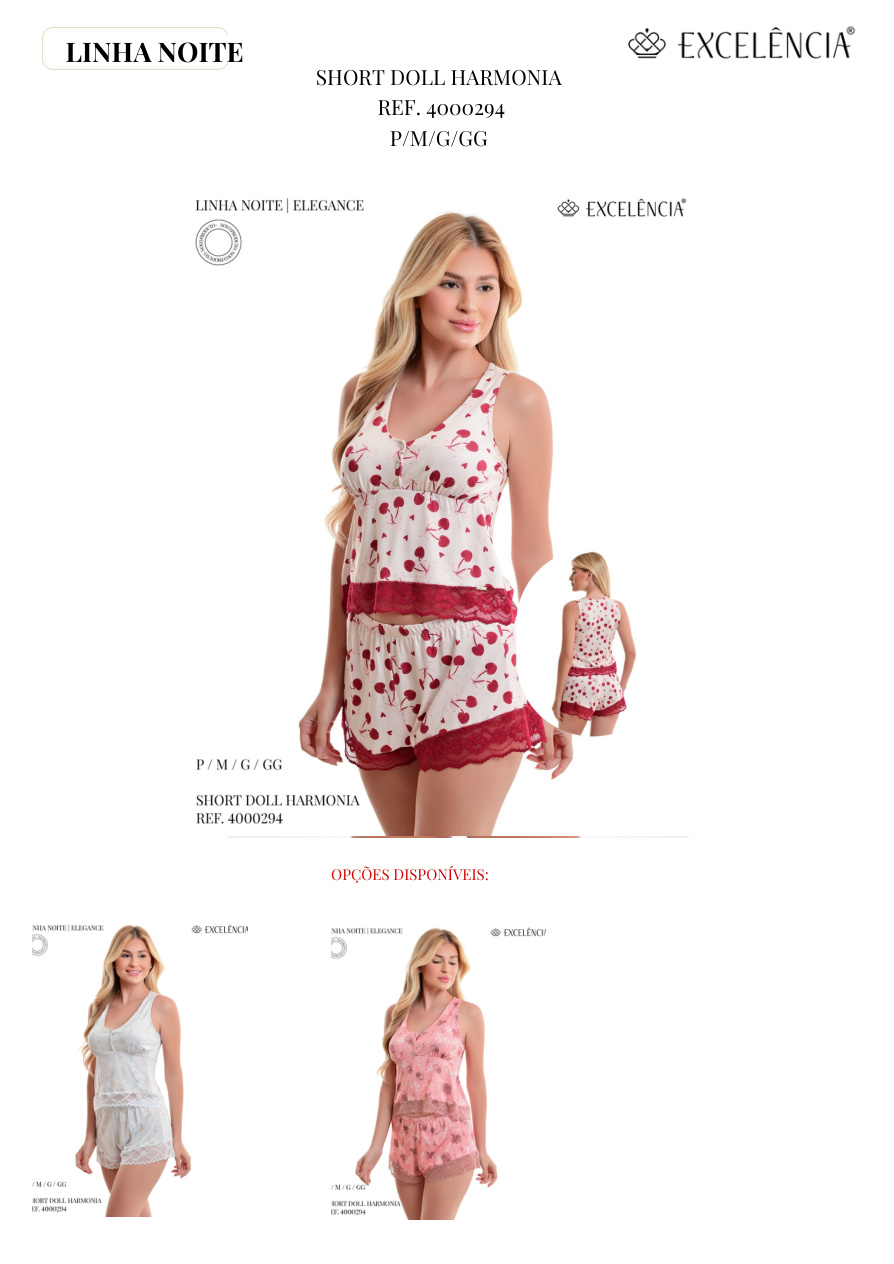 LINHA NOITE
EXCELÊNCIA®
SHORT DOLL HARMONIA
REF. 4000294
P/M/G/GG
LINHA NOITE | ELEGANCE
EXCELÊNCIA®
P / M / G / GG
SHORT DOLL HARMONIA
REF. 4000294
OPÇÕES DISPONÍVEIS:
NHA NOITE | ELEGANCE
EXCELÊNCIA
/ M / G / GG
HORT DOLL HARMONIA
EF. 4000294
NHA NOITE | ELEGANCE
EXCELÊNCIA
/ M / G / GG
HORT DOLL HARMONIA
EF. 4000294